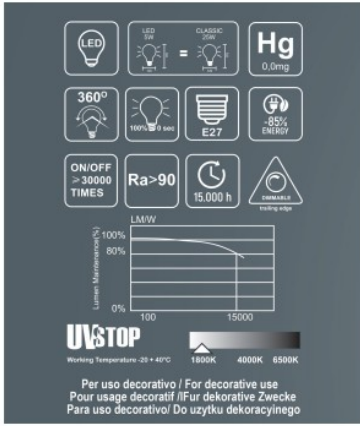 LED
LED
5W
=
CLASSIC
25W
Hg
0,0mg
360°
100% 0 sec
E27
-85%
ENERGY
ON/OFF
≥30000
TIMES
Ra>90
15.000 h
DIMMABLE
trailing edge
LM/W
Lumen Maintenance(%)
100%
80%
0%
100
15000
UVSTOP
Working Temperature -20 + 40°C
1800K
4000K
6500K
Per uso decorativo / For decorative use
Pour usage decoratif /IFur dekorative Zwecke
Para uso decorativo/ Do uzytku dekoracyinego